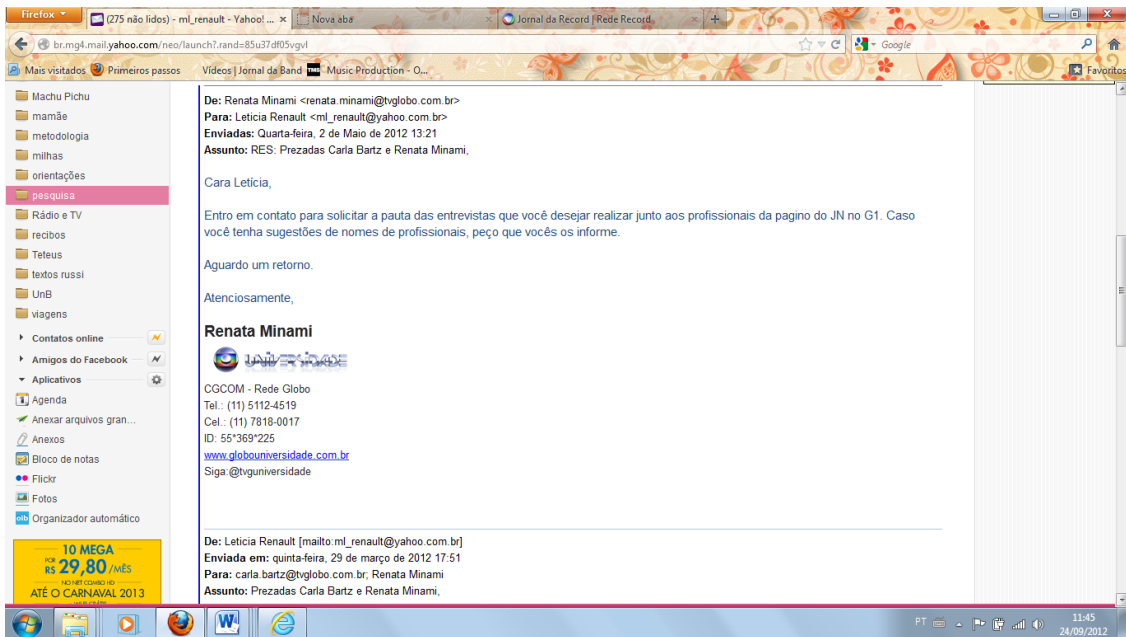 Firefox
(275 não lidos) - ml_renault - Yahoo! ... ×
Nova aba ×
Jornal da Record | Rede Record ×
+
br.mg4.mail.yahoo.com/neo/launch?.rand=85u37df05vgvl
Google
Mais visitados
Primeiros passos
Vídeos | Jornal da Band
Music Production - O...
Favoritos
Machu Pichu
mamãe
metodologia
milhas
orientações
pesquisa
Rádio e TV
recibos
Teteus
textos russi
UnB
viagens
Contatos online
Amigos do Facebook
Aplicativos
Agenda
Anexar arquivos gran...
Anexos
Bloco de notas
Flickr
Fotos
Organizador automático
10 MEGA
POR R$ 29,80/MÊS
NO NET COMBO HD
ATÉ O CARNAVAL 2013
De: Renata Minami <renata.minami@tvglobo.com.br>
Para: Leticia Renault <ml_renault@yahoo.com.br>
Enviadas: Quarta-feira, 2 de Maio de 2012 13:21
Assunto: RES: Prezadas Carla Bartz e Renata Minami,
Cara Letícia,
Entro em contato para solicitar a pauta das entrevistas que você desejar realizar junto aos profissionais da pagino do JN no G1. Caso
você tenha sugestões de nomes de profissionais, peço que vocês os informe.
Aguardo um retorno.
Atenciosamente,
Renata Minami
UNIVERSIDADE
CGCOM - Rede Globo
Tel.: (11) 5112-4519
Cel.: (11) 7818-0017
ID: 55*369*225
www.globouniversidade.com.br
Siga:@tvguniversidade
De: Leticia Renault [mailto:ml_renault@yahoo.com.br]
Enviada em: quinta-feira, 29 de março de 2012 17:51
Para: carla.bartz@tvglobo.com.br; Renata Minami
Assunto: Prezadas Carla Bartz e Renata Minami,
PT
11:45
24/09/2012